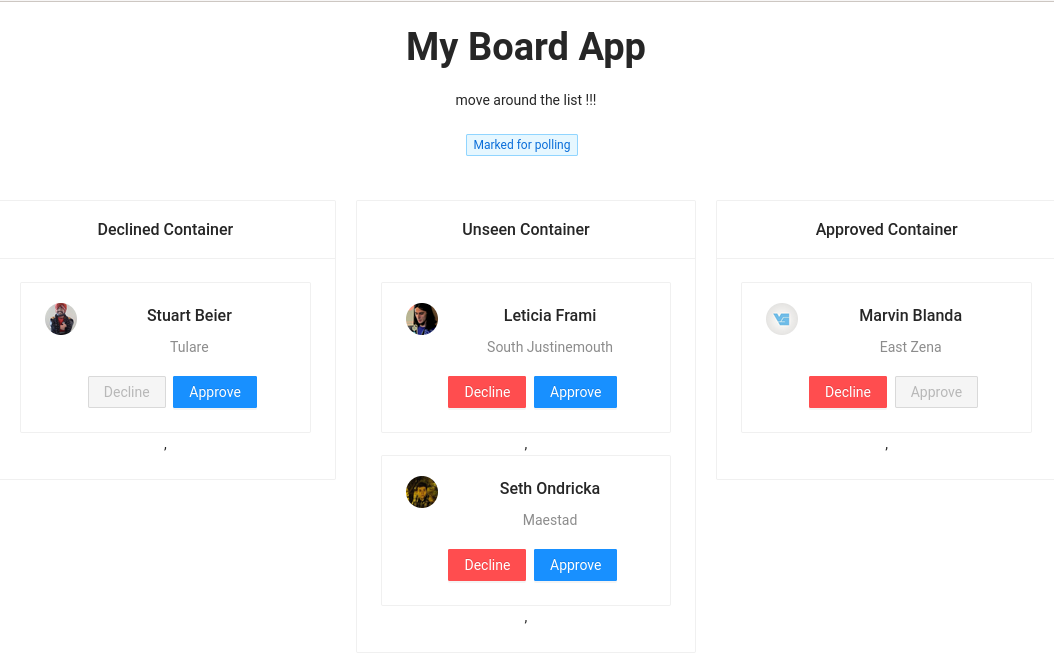 My Board App
move around the list !!!
Marked for polling
Declined Container
Stuart Beier
Tulare
Decline Approve
,
Unseen Container
Leticia Frami
South Justinemouth
Decline Approve
,
Seth Ondricka
Maestad
Decline Approve
,
Approved Container
Marvin Blanda
East Zena
Decline Approve
,